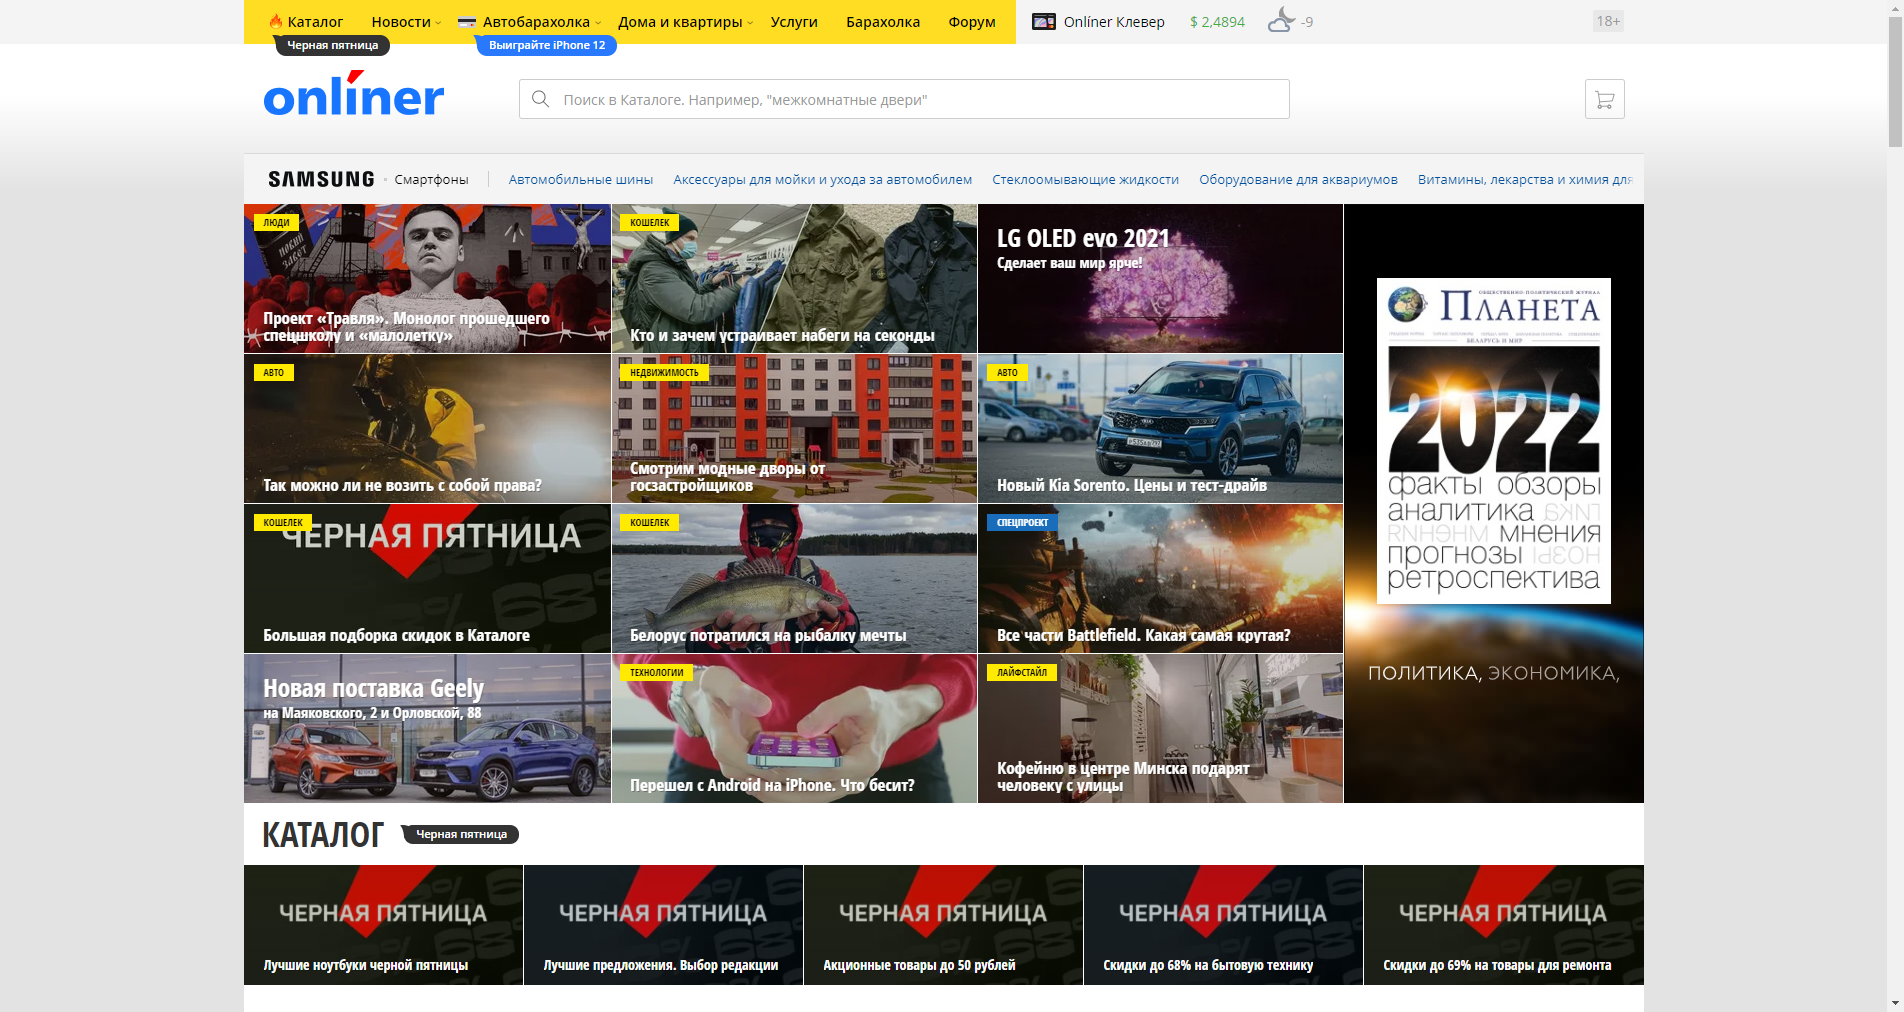 Каталог Новости Автобарахолка Дома и квартиры Услуги Барахолка Форум Onlíner Клевер $ 2,4894 -9 18+
Черная пятница Выиграйте iPhone 12
onlíner
Поиск в Каталоге. Например, "межкомнатные двери"
SAMSUNG • Смартфоны Автомобильные шины Аксессуары для мойки и ухода за автомобилем Стеклоомывающие жидкости Оборудование для аквариумов Витамины, лекарства и химия для
ЛЮДИ
Проект «Травля». Монолог прошедшего
спецшколу и «малолетку»
КОШЕЛЕК
Кто и зачем устраивает набеги на секонды
LG OLED evo 2021
Сделает ваш мир ярче!
АВТО
Так можно ли не возить с собой права?
НЕДВИЖИМОСТЬ
Смотрим модные дворы от
госзастройщиков
АВТО
Новый Kia Sorento. Цены и тест-драйв
КОШЕЛЕК
ЧЕРНАЯ ПЯТНИЦА
Большая подборка скидок в Каталоге
КОШЕЛЕК
Белорус потратился на рыбалку мечты
СПЕЦПРОЕКТ
Все части Battlefield. Какая самая крутая?
Новая поставка Geely
на Маяковского, 2 и Орловской, 88
ТЕХНОЛОГИИ
Перешел с Android на iPhone. Что бесит?
ЛАЙФСТАЙЛ
Кофейню в центре Минска подарят
человеку с улицы
ОБЩЕСТВЕННО-ПОЛИТИЧЕСКИЙ ЖУРНАЛ
ПЛАНЕТА
БЕЛАРУСЬ И МИР
2022
факты обзоры
аналитика
мнения
прогнозы
ретроспектива
ПОЛИТИКА, ЭКОНОМИКА,
КАТАЛОГ Черная пятница
ЧЕРНАЯ ПЯТНИЦА
Лучшие ноутбуки черной пятницы
ЧЕРНАЯ ПЯТНИЦА
Лучшие предложения. Выбор редакции
ЧЕРНАЯ ПЯТНИЦА
Акционные товары до 50 рублей
ЧЕРНАЯ ПЯТНИЦА
Скидки до 68% на бытовую технику
ЧЕРНАЯ ПЯТНИЦА
Скидки до 69% на товары для ремонта